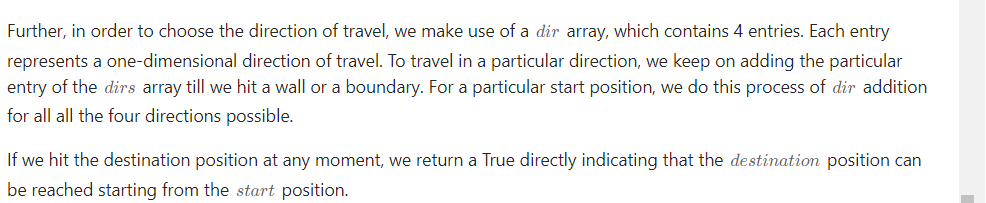 Further, in order to choose the direction of travel, we make use of a dir array, which contains 4 entries. Each entry
represents a one-dimensional direction of travel. To travel in a particular direction, we keep on adding the particular
entry of the dirs array till we hit a wall or a boundary. For a particular start position, we do this process of dir addition
for all all the four directions possible.
If we hit the destination position at any moment, we return a True directly indicating that the destination position can
be reached starting from the start position.